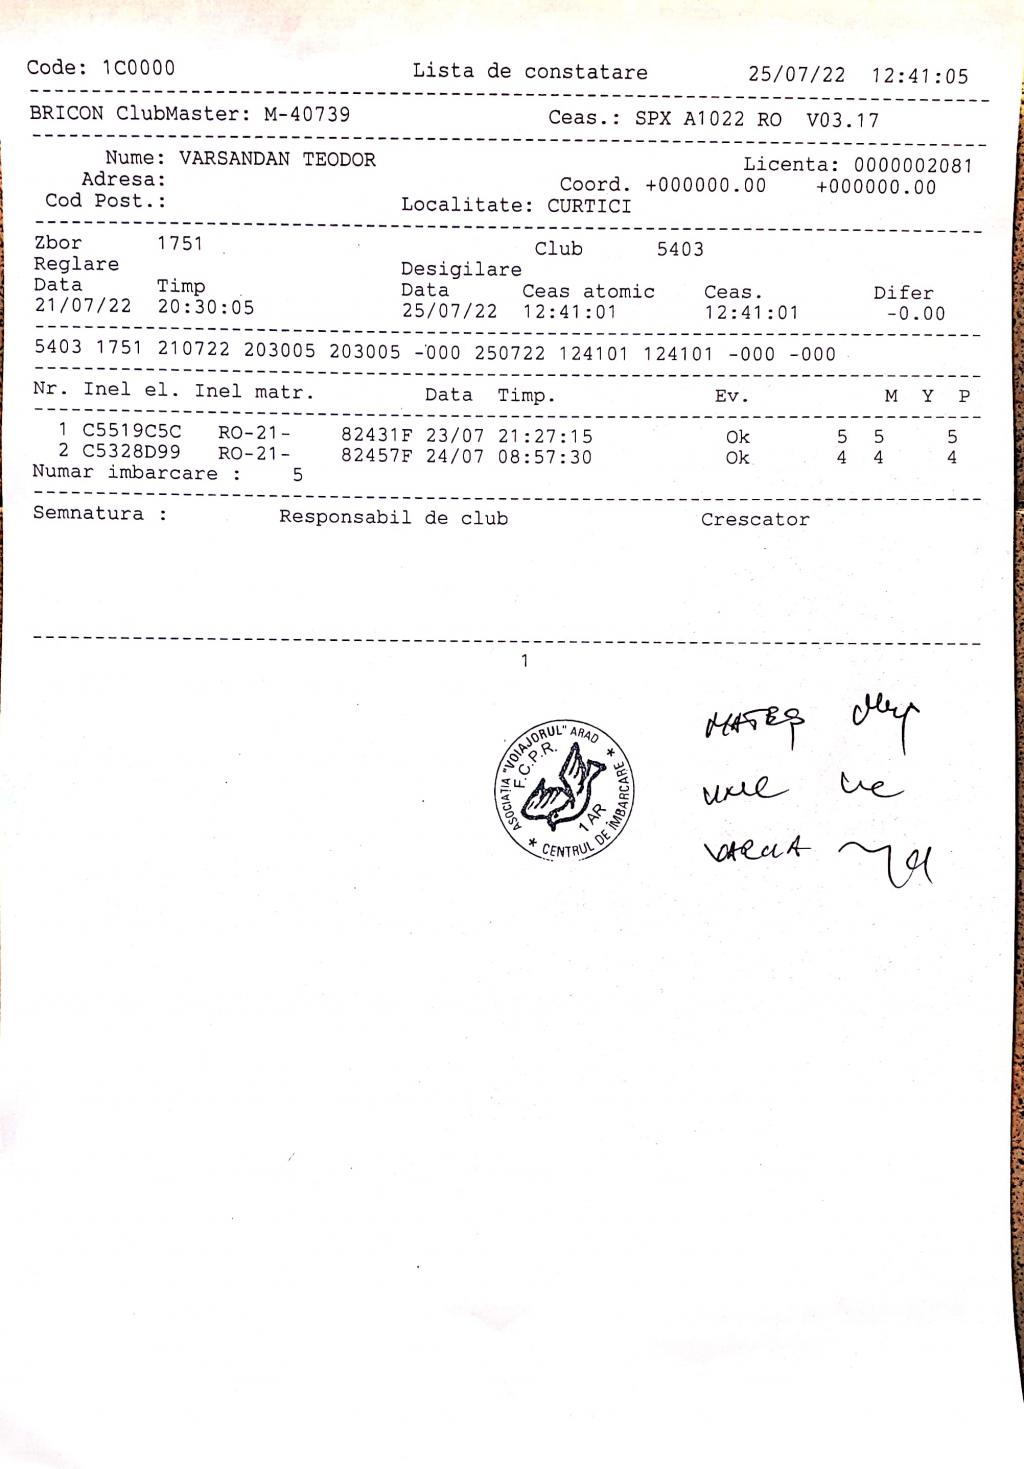 Code: 1C0000 Lista de constatare 25/07/22 12:41:05
BRICON ClubMaster: M-40739 Ceas.: SPX A1022 RO V03.17
Nume: VARSANDAN TEODOR Licenta: 0000002081
Adresa: Coord. +000000.00 +000000.00
Cod Post.: Localitate: CURTICI
Zbor 1751 Club 5403
Reglare Desigilare
Data Timp Data Ceas atomic Ceas. Difer
21/07/22 20:30:05 25/07/22 12:41:01 12:41:01 -0.00
5403 1751 210722 203005 203005 -000 250722 124101 124101 -000 -000
Nr. Inel el. Inel matr. Data Timp. Ev. M Y P
1 C5519C5C RO-21- 82431F 23/07 21:27:15 Ok 5 5 5
2 C5328D99 RO-21- 82457F 24/07 08:57:30 Ok 4 4 4
Numar imbarcare : 5
Semnatura : Responsabil de club Crescator
1
ASOCIAȚIA "VOIAJORUL" ARAD
F.C.P.R.
1 AR
* CENTRUL DE ÎMBARCARE *
MATEȘ